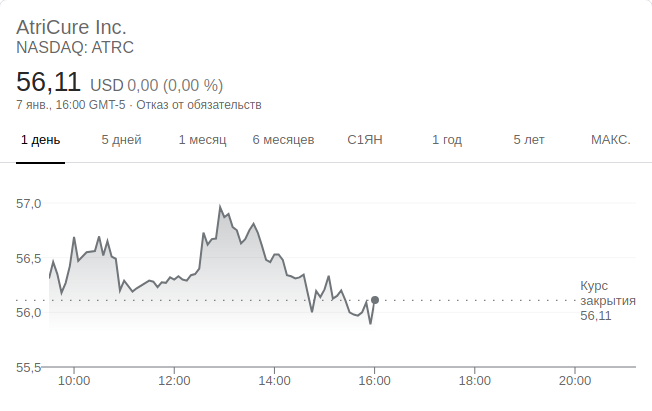 AtriCure Inc.
NASDAQ: ATRC
56,11 USD 0,00 (0,00 %)
7 янв., 16:00 GMT-5 · Отказ от обязательств
1 день 5 дней 1 месяц 6 месяцев С1ЯН 1 год 5 лет МАКС.
57,0
56,5
Курс
закрытия
56,11
56,0
55,5
10:00 12:00 14:00 16:00 18:00 20:00